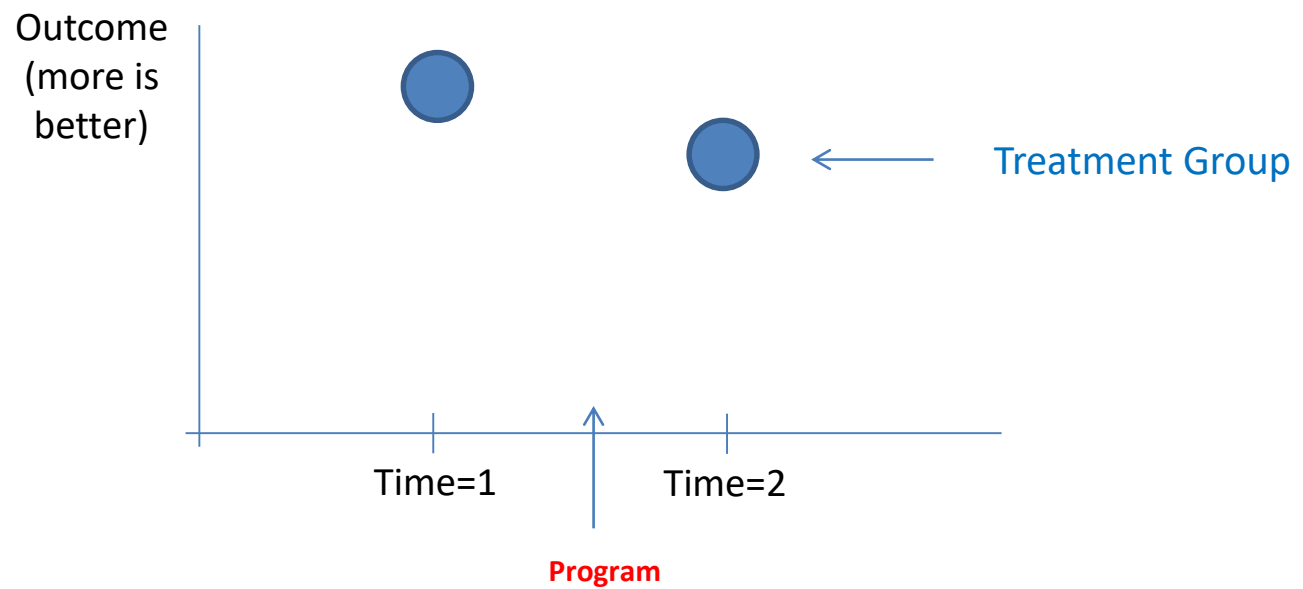 Outcome
(more is
better)
Treatment Group
Time=1
Time=2
Program